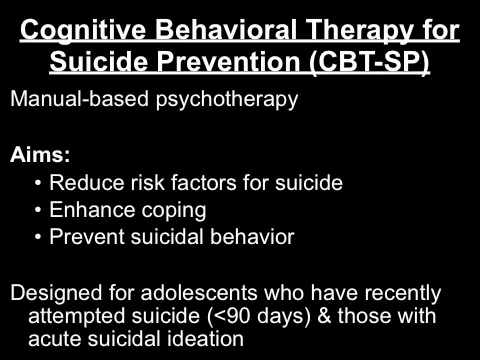 Cognitive Behavioral Therapy for
Suicide Prevention (CBT-SP)
Manual-based psychotherapy
Aims:
• Reduce risk factors for suicide
• Enhance coping
• Prevent suicidal behavior
Designed for adolescents who have recently
attempted suicide (<90 days) & those with
acute suicidal ideation